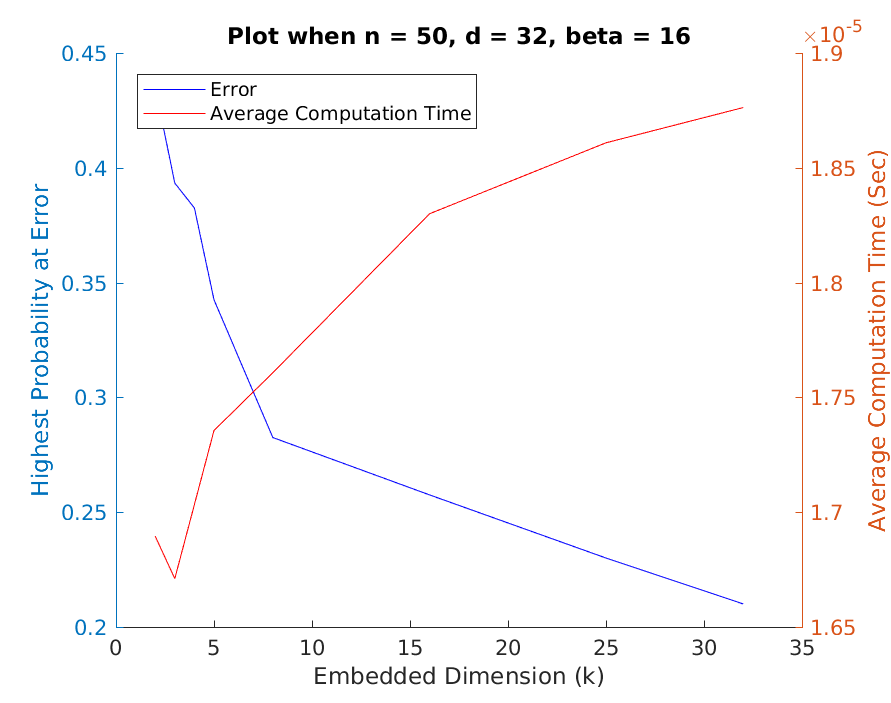 Plot when n = 50, d = 32, beta = 16
×10-5
Error
Average Computation Time
0.45
0.4
0.35
0.3
0.25
0.2
Highest Probability at Error
1.9
1.85
1.8
1.75
1.7
1.65
Average Computation Time (Sec)
0 5 10 15 20 25 30 35
Embedded Dimension (k)